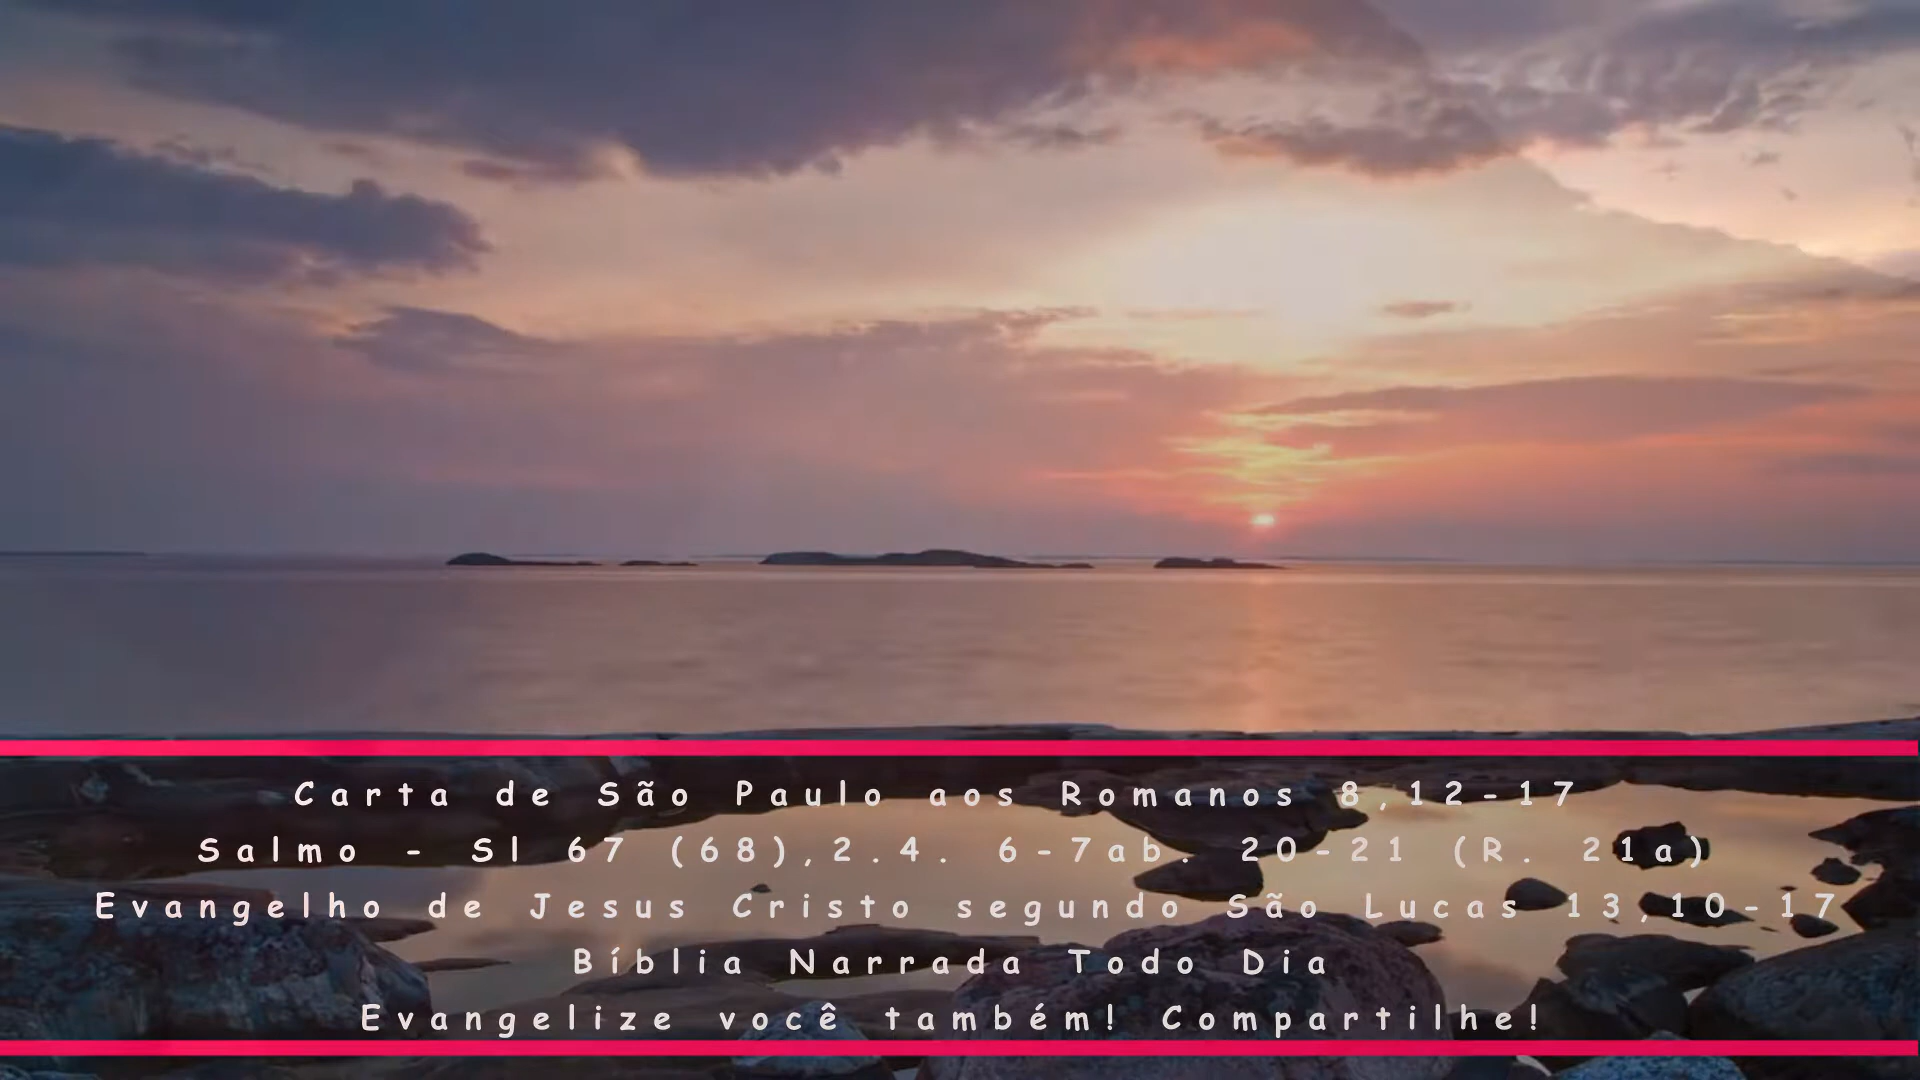 Carta de São Paulo aos Romanos 8,12-17
Salmo - Sl 67 (68),2.4. 6-7ab. 20-21 (R. 21a)
Evangelho de Jesus Cristo segundo São Lucas 13,10-17
Bíblia Narrada Todo Dia
Evangelize você também! Compartilhe!